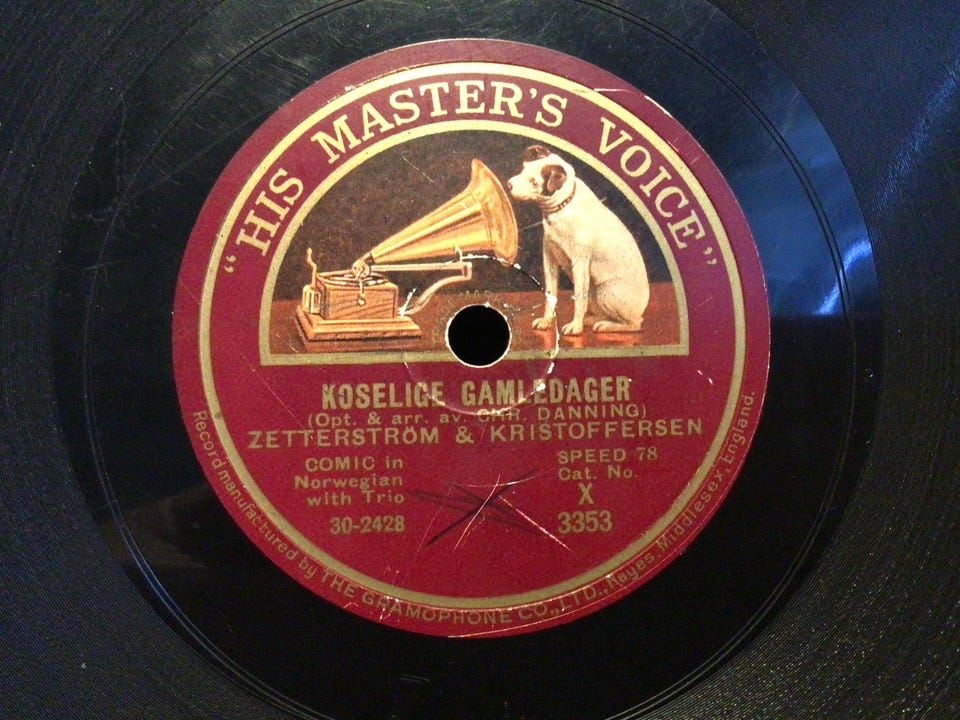 “HIS MASTER'S VOICE”
KOSELIGE GAMLEDAGER
(Opt. & arr. av. CHR. DANNING)
ZETTERSTRÖM & KRISTOFFERSEN
COMIC in
Norwegian
with Trio
30-2428
SPEED 78
Cat. No.
X
3353
Record manufactured by THE GRAMOPHONE CO., LTD., Hayes, Middlesex, England.